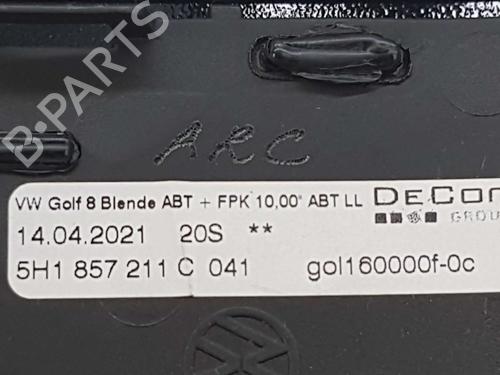 B-PARTS
ARC
VW Golf 8 Blende ABT + FPK 10,00" ABT LL
14.04.2021 20S **
5H1 857 211 C 041 gol160000f-0c